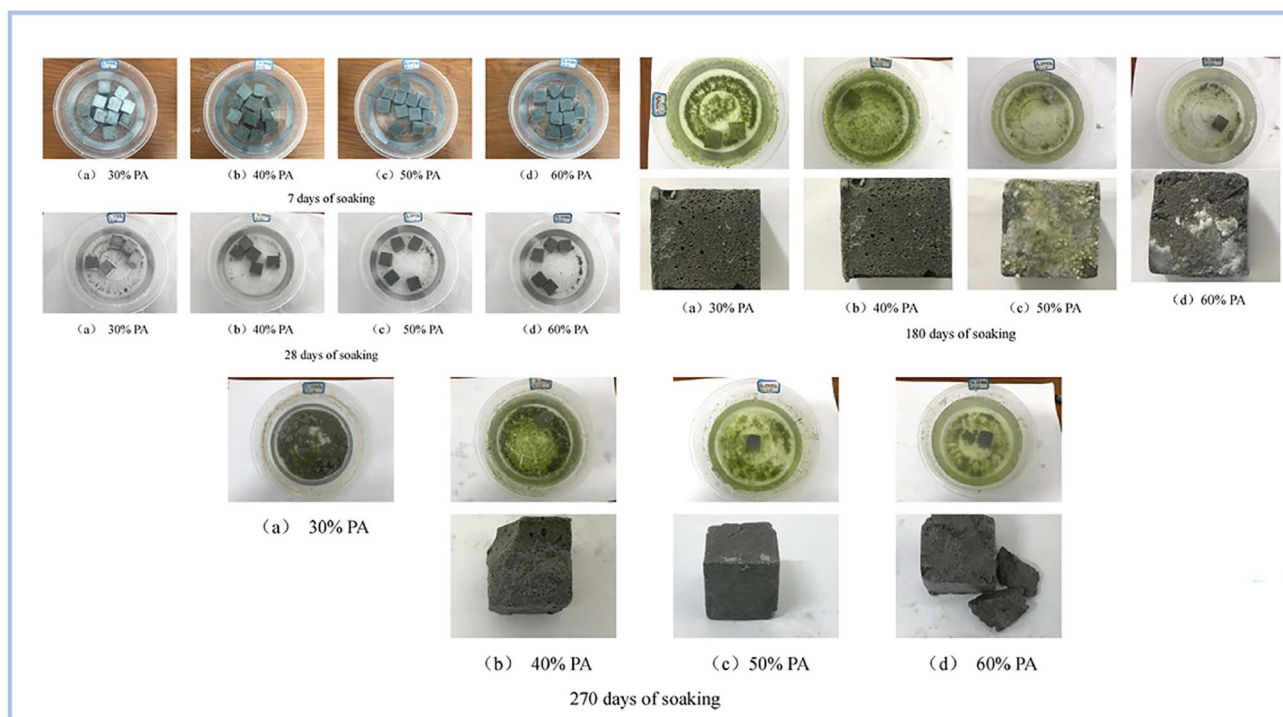 (a) 30% PA
(b) 40% PA
(c) 50% PA
(d) 60% PA
7 days of soaking
(a) 30% PA
(b) 40% PA
(c) 50% PA
(d) 60% PA
28 days of soaking
(a) 30% PA
(b) 40% PA
(c) 50% PA
(d) 60% PA
180 days of soaking
(a) 30% PA
(b) 40% PA
(c) 50% PA
(d) 60% PA
270 days of soaking